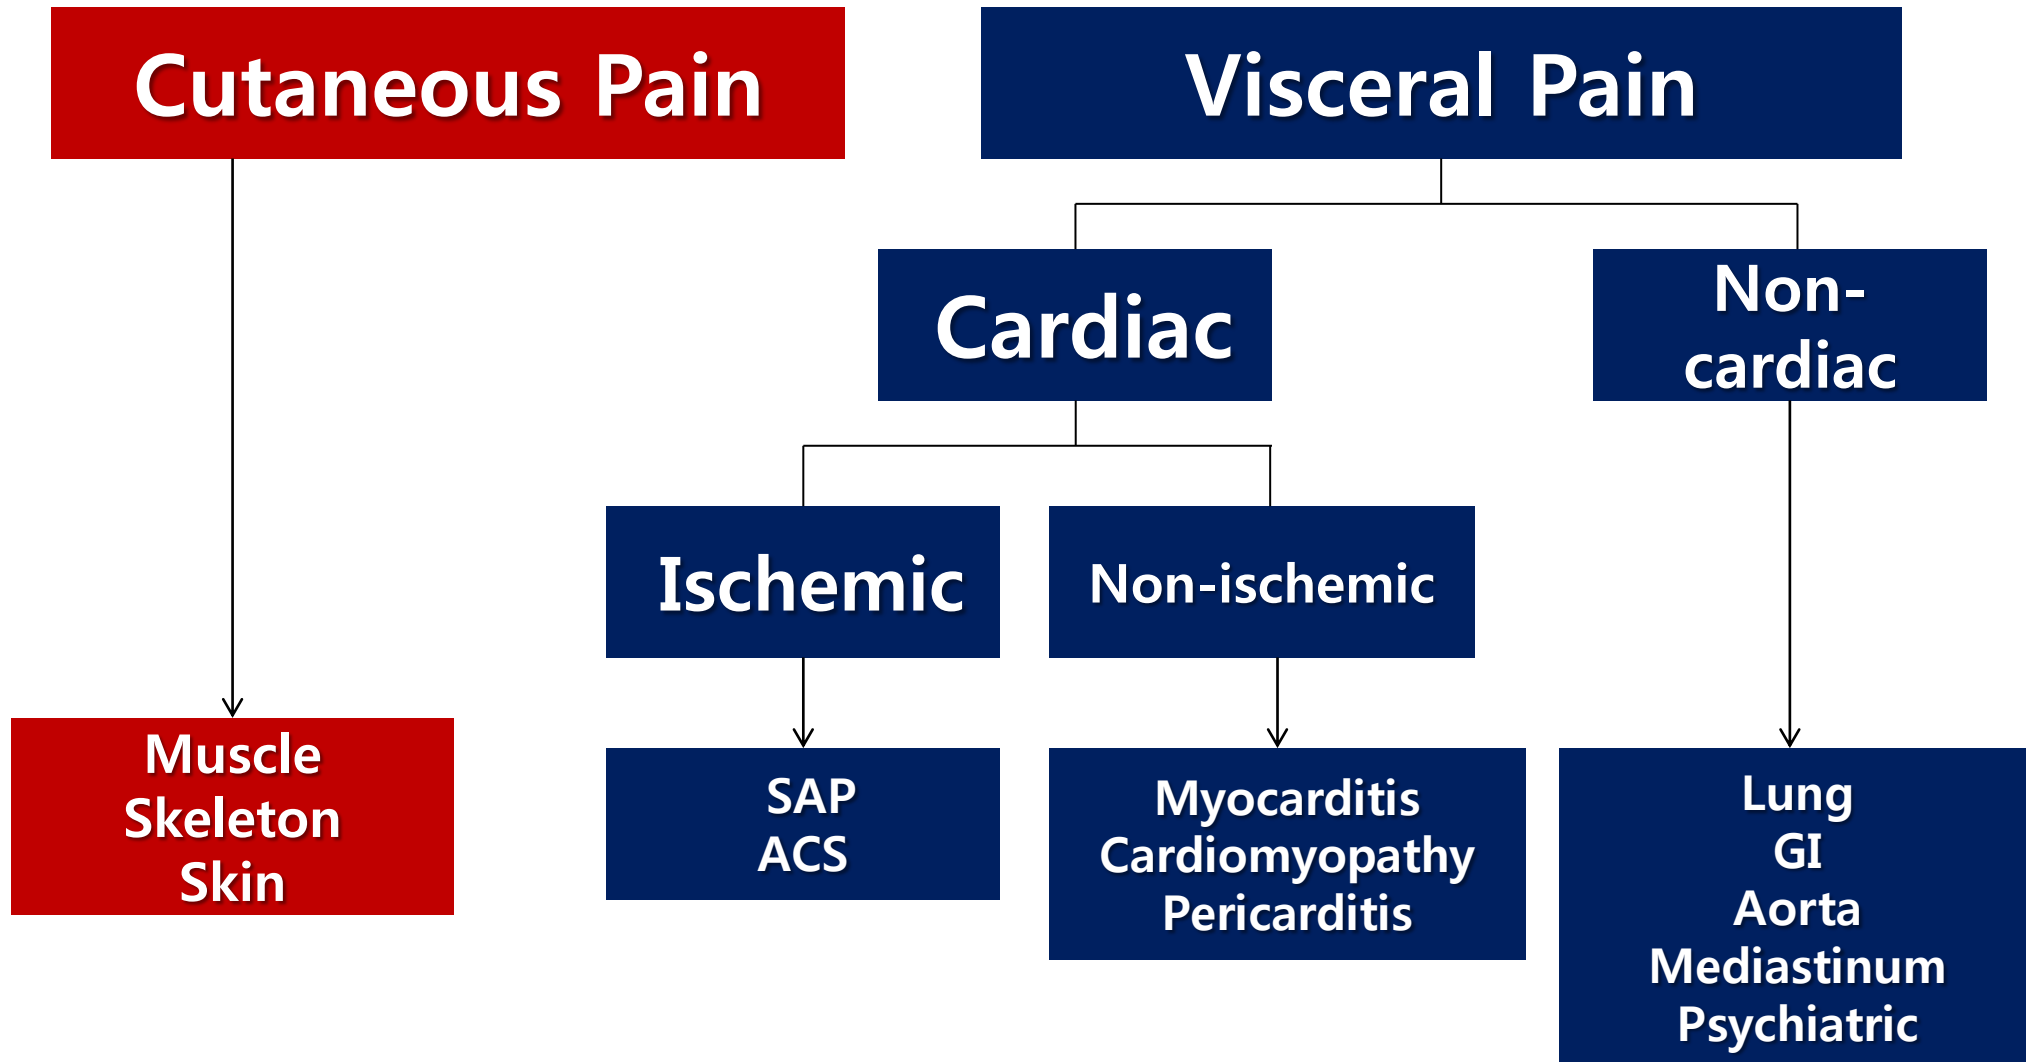 Cutaneous Pain
Visceral Pain
Cardiac
Non-
cardiac
Ischemic
Non-ischemic
Muscle
Skeleton
Skin
SAP
ACS
Myocarditis
Cardiomyopathy
Pericarditis
Lung
GI
Aorta
Mediastinum
Psychiatric